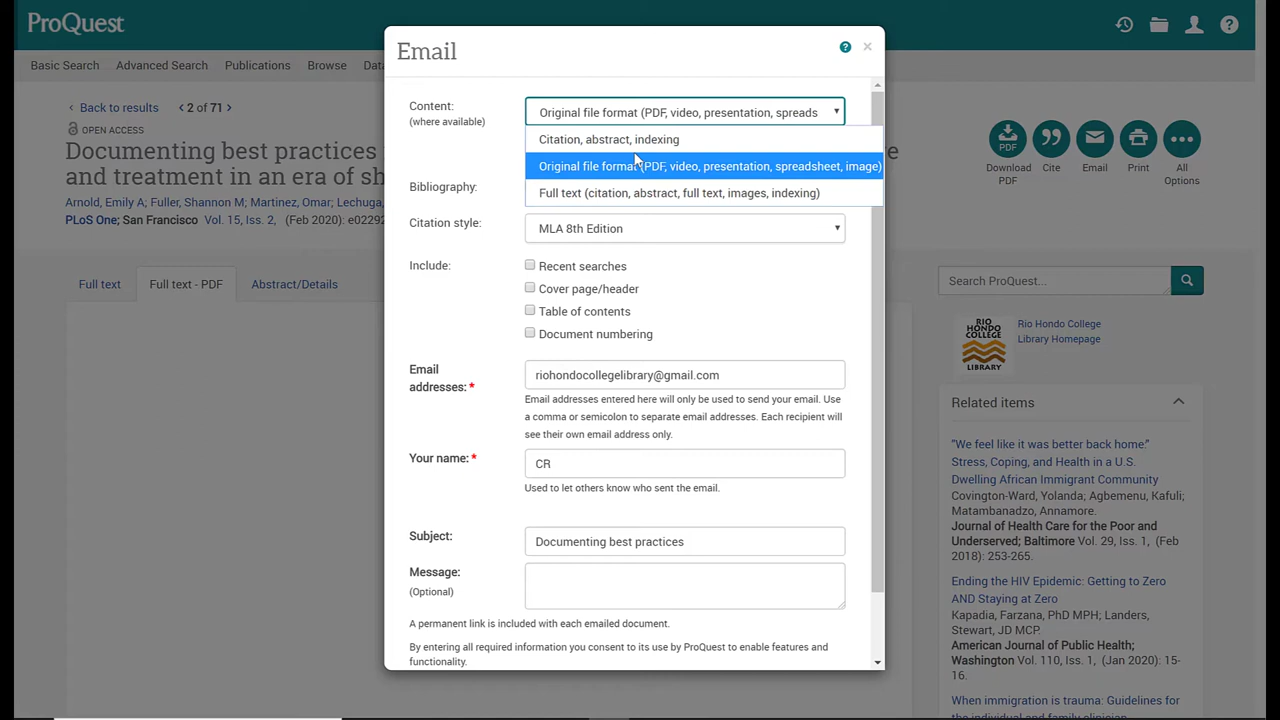 ProQuest
Basic Search
Advanced Search
Publications
Browse
Dat
Back to results
2 of 71
OPEN ACCESS
Documenting best practices
and treatment in an era of s
Arnold, Emily A; Fuller, Shannon M; Martinez, Omar; Lechuga,
PLoS One; San Francisco Vol. 15, Iss. 2, (Feb 2020): e02292
Download PDF
Cite
Email
Print
All Options
Full text
Full text - PDF
Abstract/Details
Email
Content:
(where available)
Original file format (PDF, video, presentation, spreads
Citation, abstract, indexing
Original file format (PDF, video, presentation, spreadsheet, image)
Full text (citation, abstract, full text, images, indexing)
Bibliography:
Citation style:
MLA 8th Edition
Include:
Recent searches
Cover page/header
Table of contents
Document numbering
Email
addresses: *
riohondocollegelibrary@gmail.com
Email addresses entered here will only be used to send your email. Use
a comma or semicolon to separate email addresses. Each recipient will
see their own email address only.
Your name: *
CR
Used to let others know who sent the email.
Subject:
Documenting best practices
Message:
(Optional)
A permanent link is included with each emailed document.
By entering all required information you consent to its use by ProQuest to enable features and
functionality.
Search ProQuest...
RIO HONDO
COLLEGE
LIBRARY
Rio Hondo College
Library Homepage
Related items
"We feel like it was better back home:"
Stress, Coping, and Health in a U.S.
Dwelling African Immigrant Community
Covington-Ward, Yolanda; Agbemenu, Kafuli;
Matambanadzo, Annamore.
Journal of Health Care for the Poor and
Underserved; Baltimore Vol. 29, Iss. 1, (Feb
2018): 253-265.
Ending the HIV Epidemic: Getting to Zero
AND Staying at Zero
Kapadia, Farzana, PhD MPH; Landers,
Stewart, JD MCP.
American Journal of Public Health;
Washington Vol. 110, Iss. 1, (Jan 2020): 15-
16.
When immigration is trauma: Guidelines for
the individual and family clinician